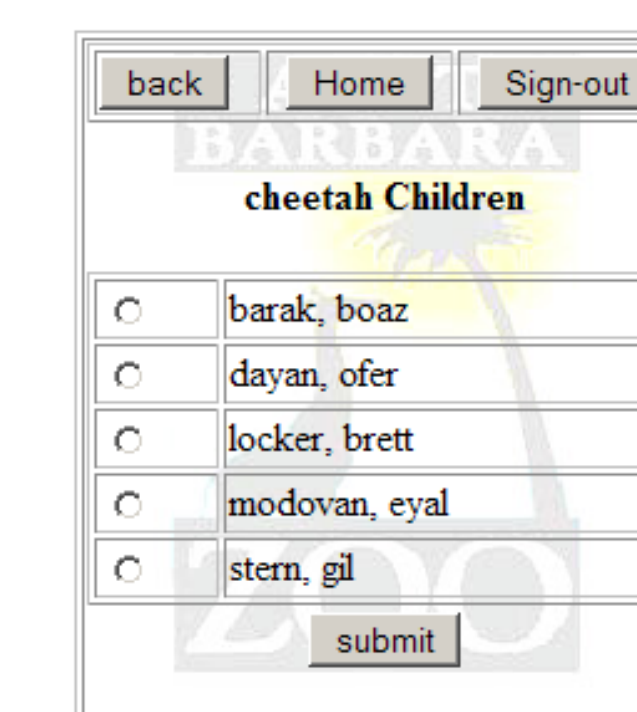 back Home Sign-out
BARBARA
cheetah Children
barak, boaz
dayan, ofer
locker, brett
modovan, eyal
stern, gil
ZOO
submit